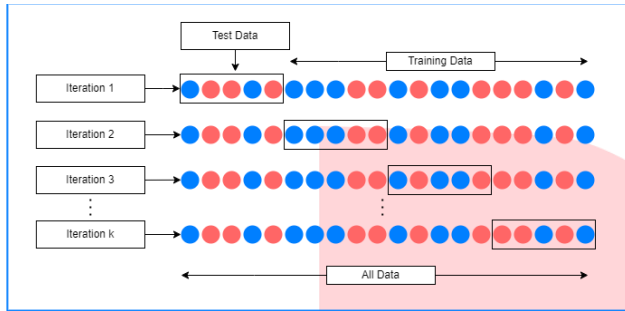 Test Data
Training Data
Iteration 1
Iteration 2
Iteration 3
Iteration k
All Data